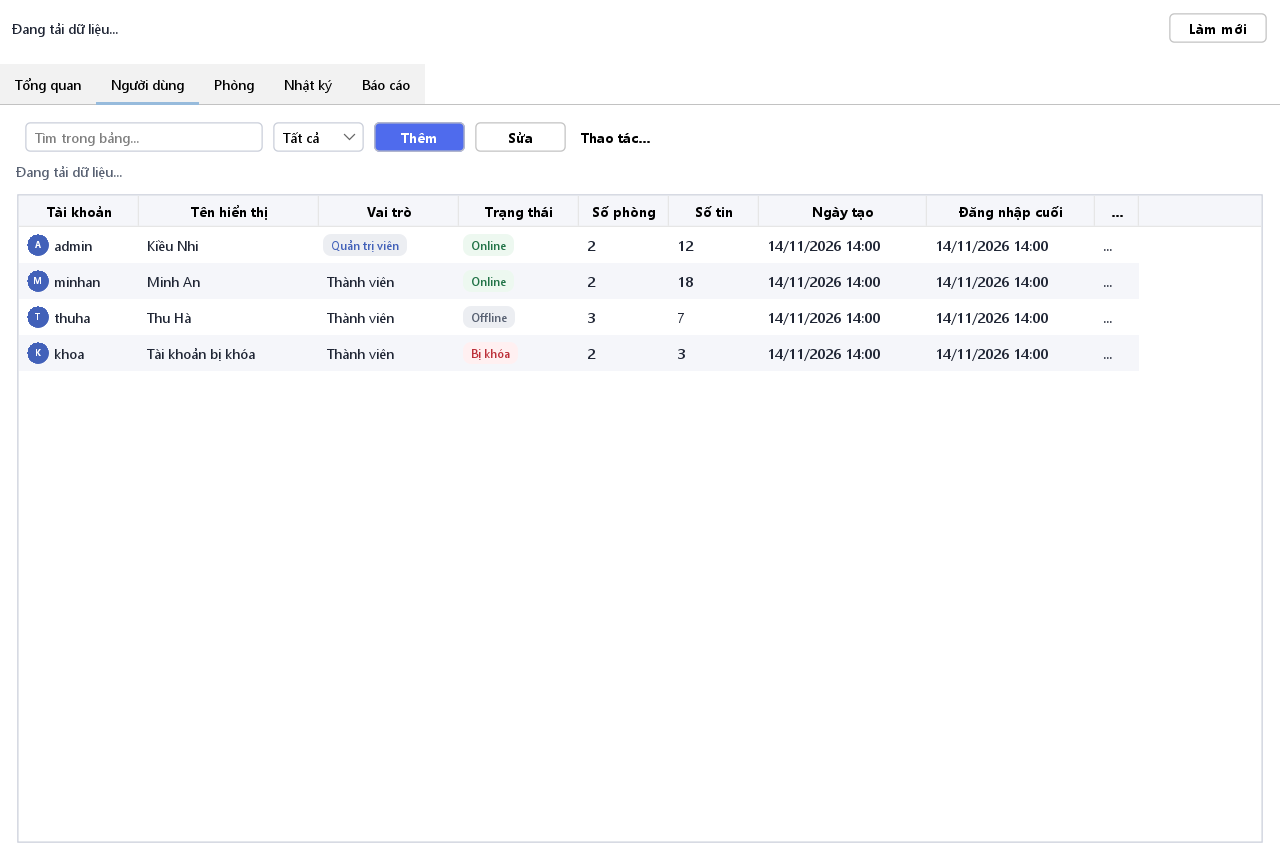 Đang tải dữ liệu...
Làm mới
Tổng quan Người dùng Phòng Nhật ký Báo cáo
Tìm trong bảng... Tất cả Thêm Sửa Thao tác...
Đang tải dữ liệu...
Tài khoản Tên hiển thị Vai trò Trạng thái Số phòng Số tin Ngày tạo Đăng nhập cuối ...
A admin Kiều Nhi Quản trị viên Online 2 12 14/11/2026 14:00 14/11/2026 14:00 ...
M minhan Minh An Thành viên Online 2 18 14/11/2026 14:00 14/11/2026 14:00 ...
T thuha Thu Hà Thành viên Offline 3 7 14/11/2026 14:00 14/11/2026 14:00 ...
K khoa Tài khoản bị khóa Thành viên Bị khóa 2 3 14/11/2026 14:00 14/11/2026 14:00 ...